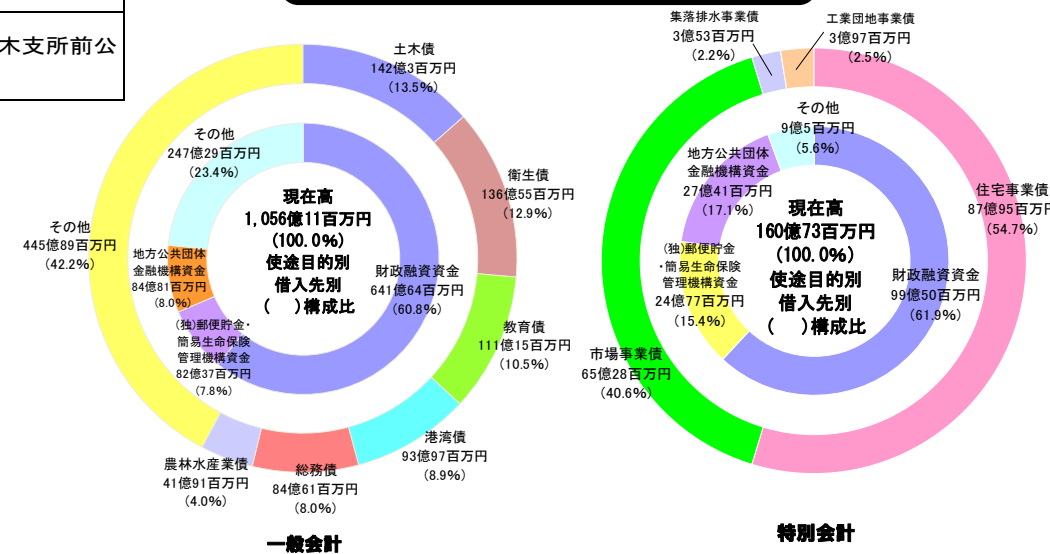 木支所前公
土木債
142億3百万円
(13.5%)
衛生債
136億55百万円
(12.9%)
教育債
111億15百万円
(10.5%)
港湾債
93億97百万円
(8.9%)
総務債
84億61百万円
(8.0%)
農林水産業債
41億91百万円
(4.0%)
その他
445億89百万円
(42.2%)
その他
247億29百万円
(23.4%)
地方公共団体
金融機構資金
84億81百万円
(8.0%)
(独)郵便貯金・
簡易生命保険
管理機構資金
82億37百万円
(7.8%)
財政融資資金
641億64百万円
(60.8%)
現在高
1,056億11百万円
(100.0%)
使途目的別
借入先別
(　)構成比
一般会計
集落排水事業債
3億53百万円
(2.2%)
工業団地事業債
3億97百万円
(2.5%)
住宅事業債
87億95百万円
(54.7%)
市場事業債
65億28百万円
(40.6%)
その他
9億5百万円
(5.6%)
地方公共団体
金融機構資金
27億41百万円
(17.1%)
(独)郵便貯金
・簡易生命保険
管理機構資金
24億77百万円
(15.4%)
財政融資資金
99億50百万円
(61.9%)
現在高
160億73百万円
(100.0%)
使途目的別
借入先別
(　)構成比
特別会計